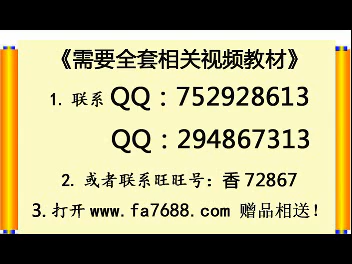 《需要全套相关视频教材》
1. 联系 QQ：752928613
QQ：294867313
2. 或者联系旺旺号：香72867
3.打开 www.fa7688.com 赠品相送！